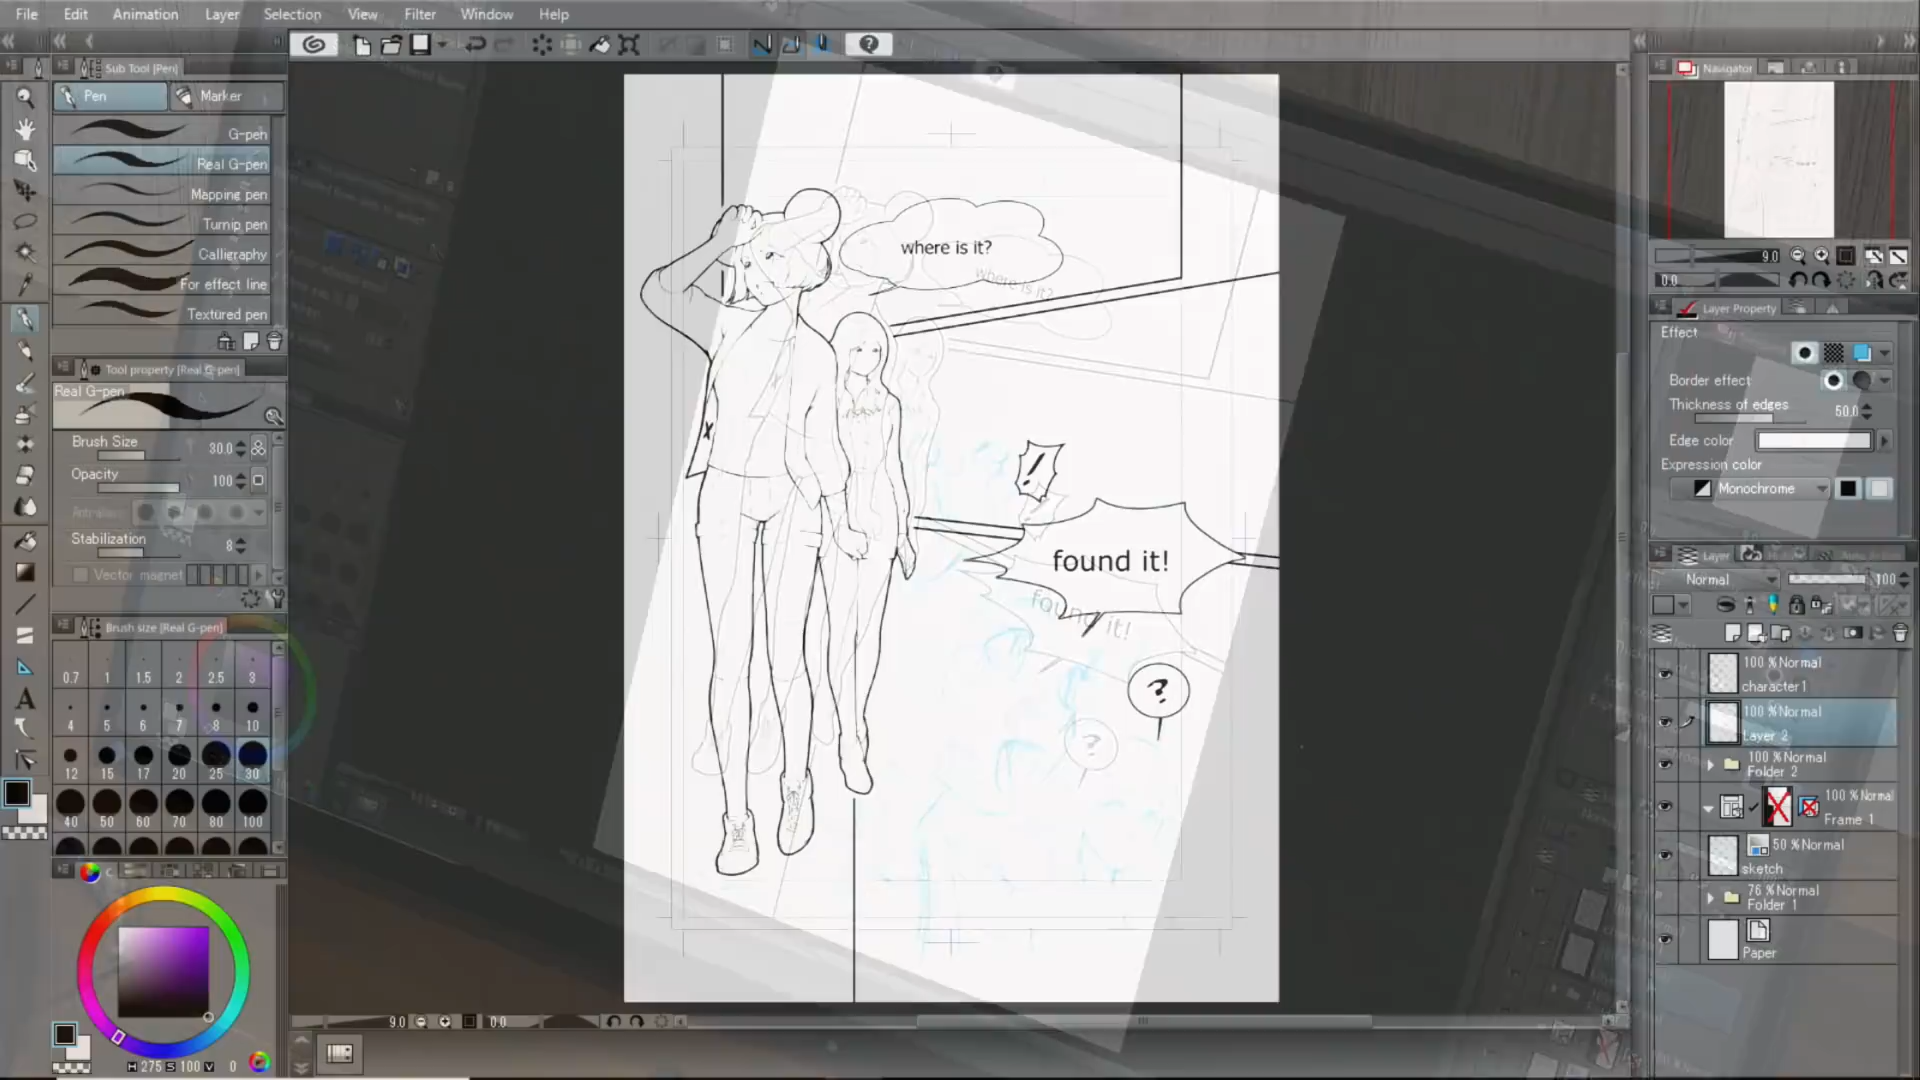 File Edit Animation Layer Selection View Filter Window Help
Sub Tool [Pen]
Pen Marker
G-pen
Real G-pen
Mapping pen
Turnip pen
Calligraphy
For effect line
Textured pen
Tool property [Real G-pen]
Real G-pen
Brush Size 30.0
Opacity 100
Stabilization 8
Vector magnet
Brush size [Real G-pen]
0.7 1 1.5 2 2.5 3
4 5 6 7 8 10
12 15 17 20 25 30
40 50 60 70 80 100
H 275 S 100 V 0
where is it?
where is it?
!
found it!
found it!
?
?
9.0 0.0
Navigator
9.0
0.0
Layer Property
Effect
Border effect
Thickness of edges 50.0
Edge color
Expression color
Monochrome
Layer
Normal 100
100 % Normal
character1
100 % Normal
Layer 2
100 % Normal
Folder 2
100 % Normal
Frame 1
50 % Normal
sketch
76 % Normal
Folder 1
Paper